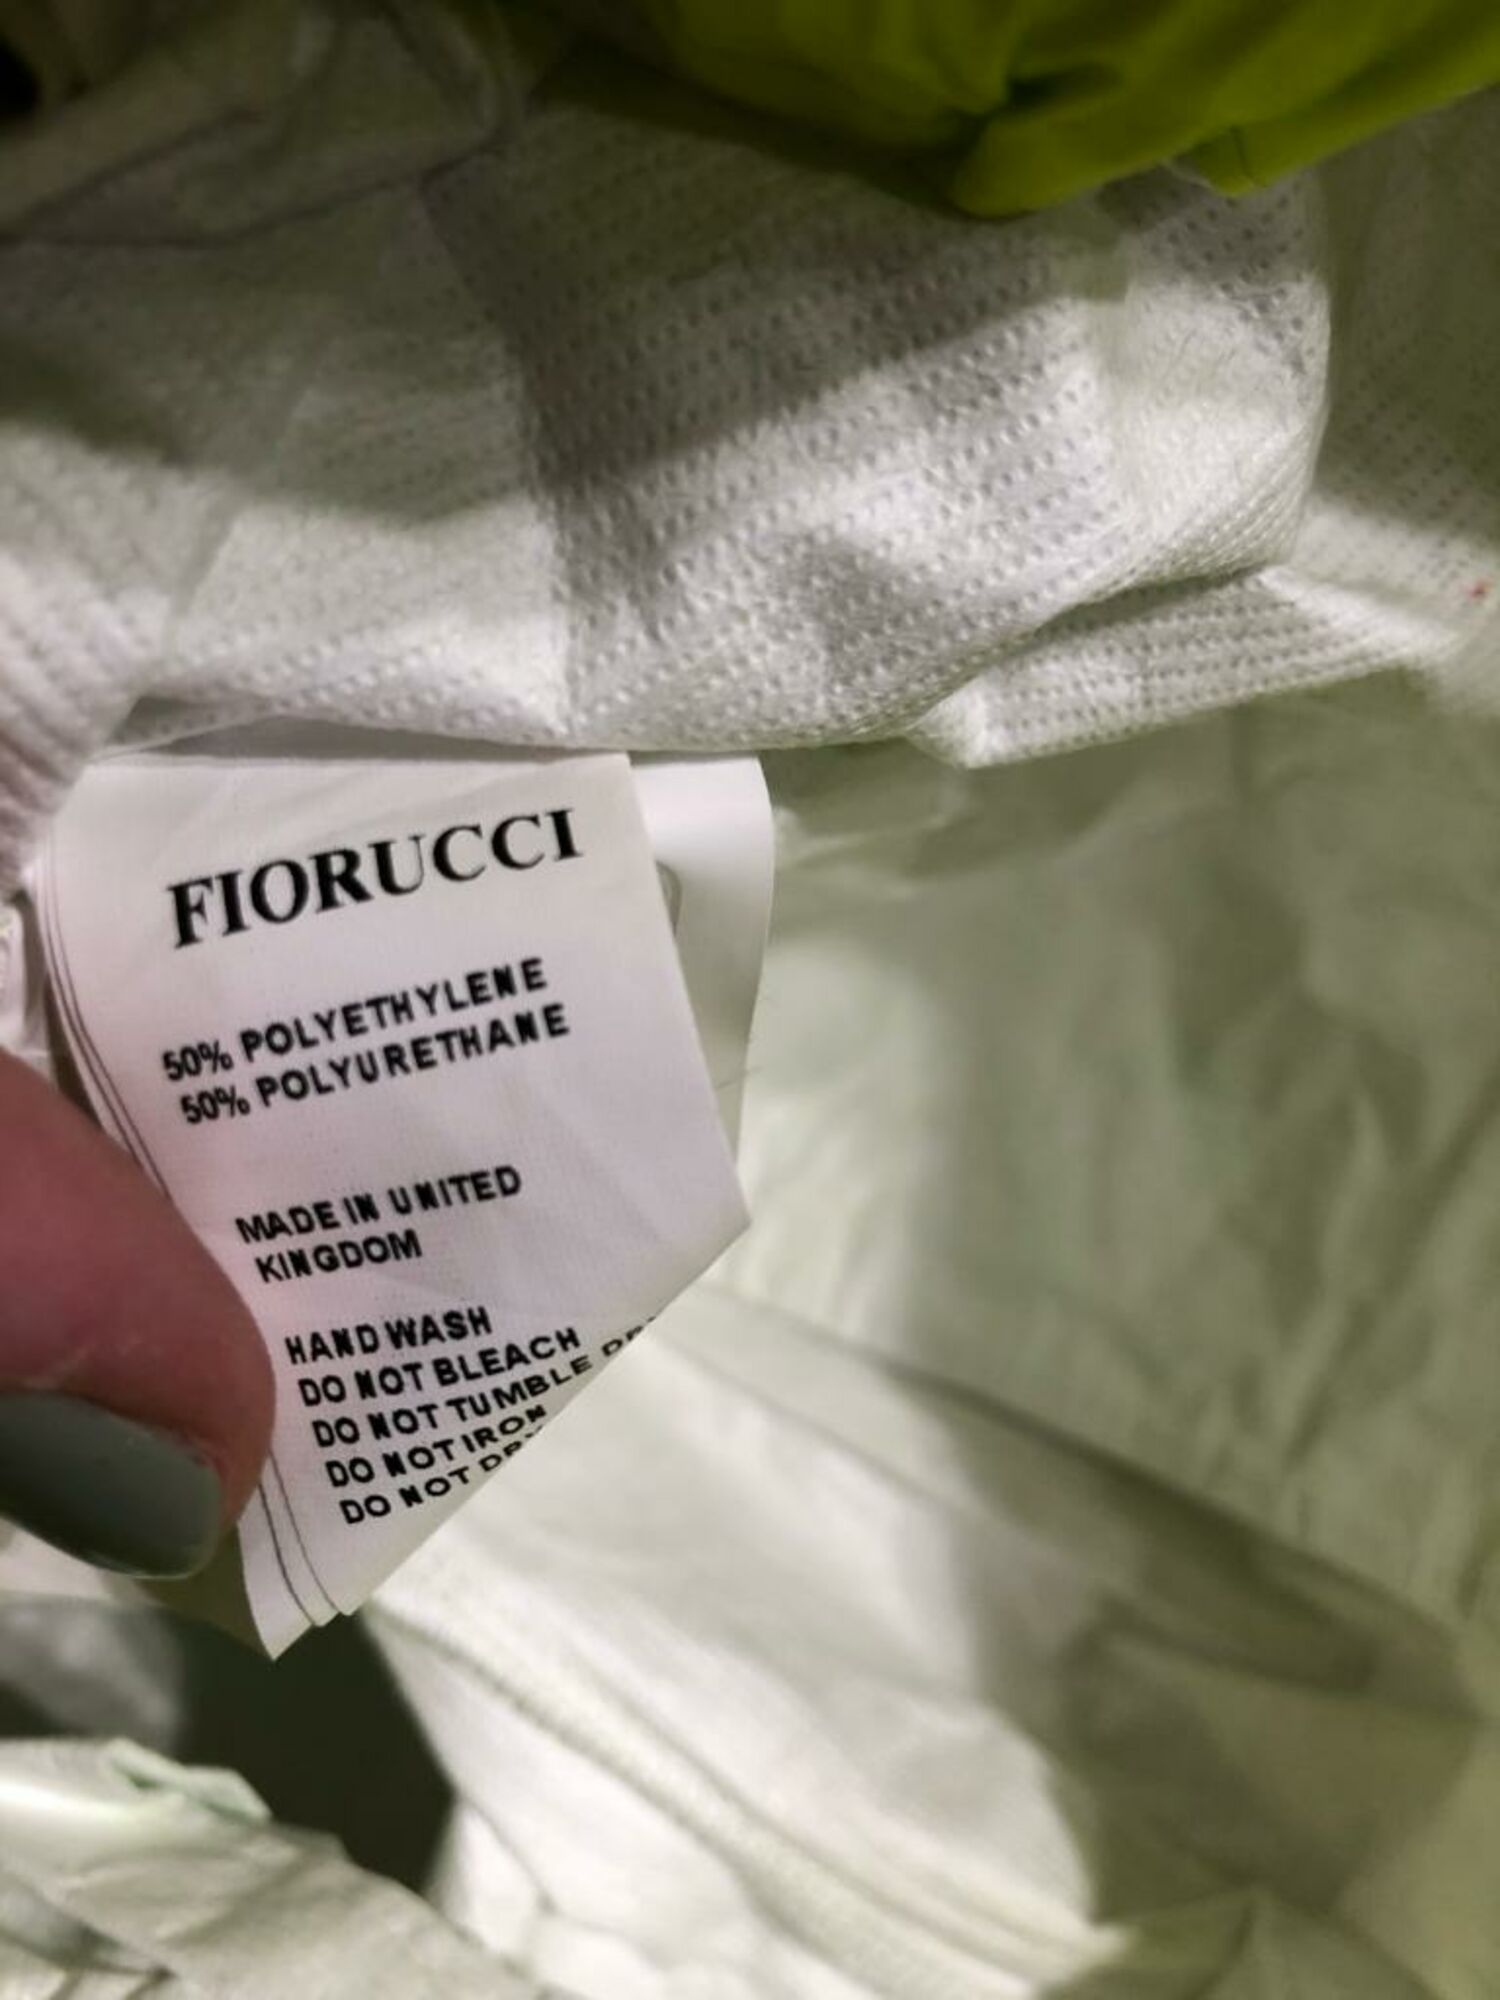 FIORUCCI
50% POLYETHYLENE
50% POLYURETHANE
MADE IN UNITED
KINGDOM
HAND WASH
DO NOT BLEACH
DO NOT TUMBLE
DO NOT IRON
DO NOT